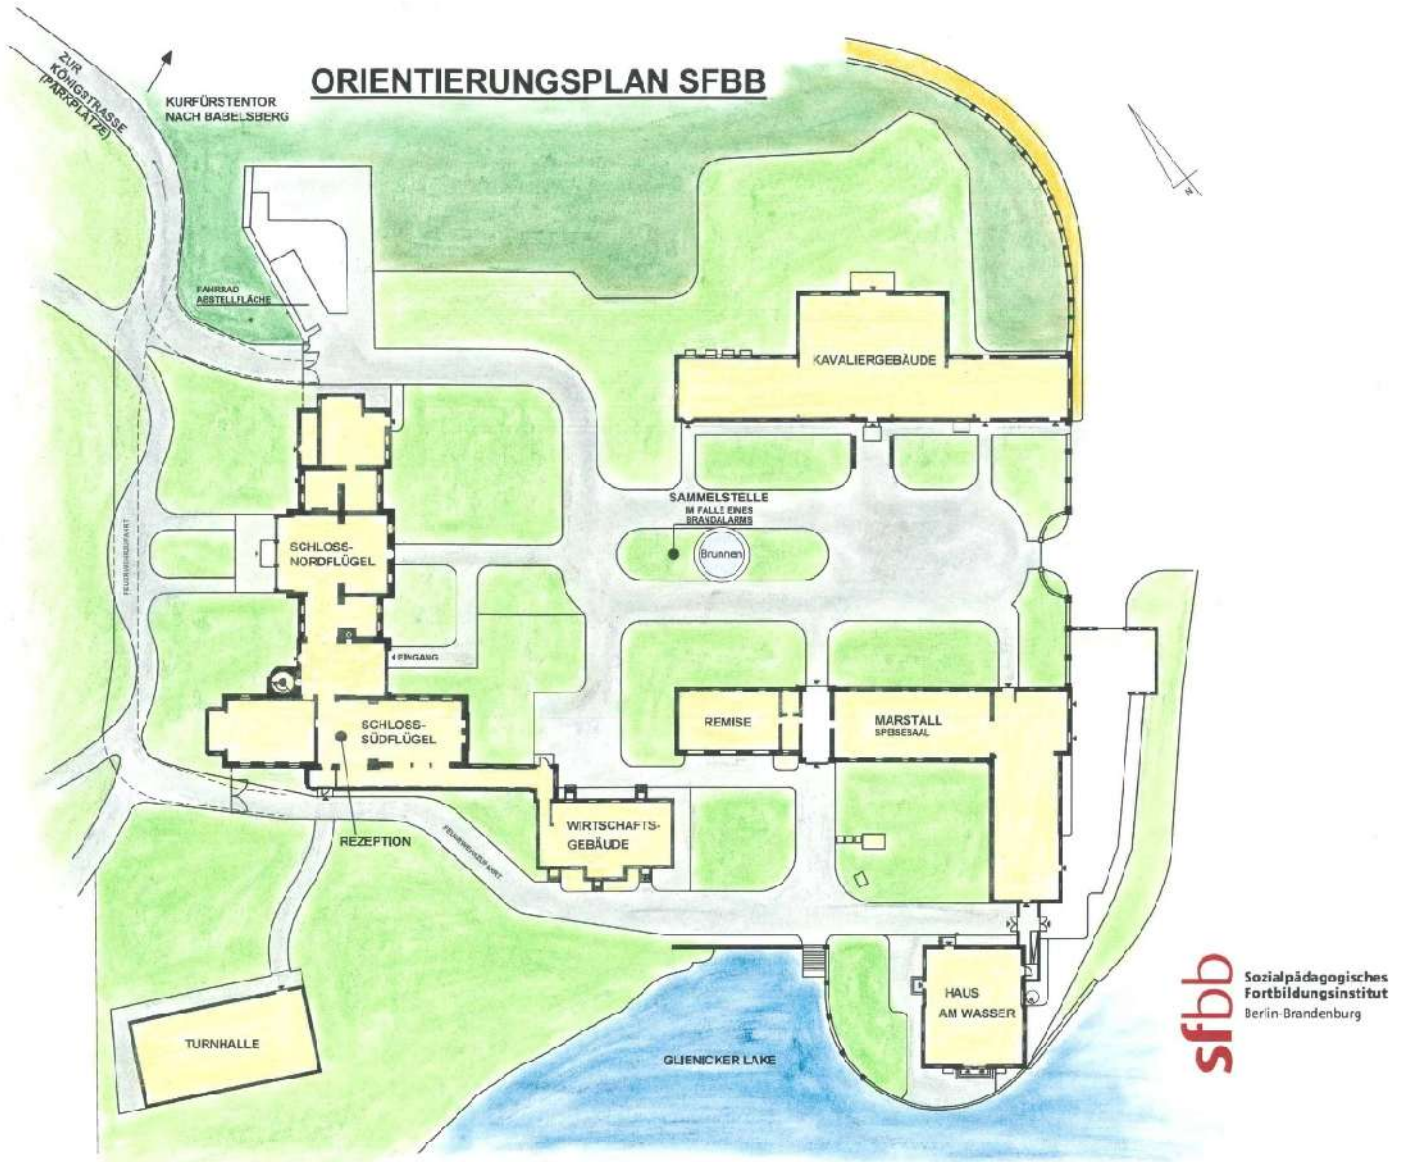 ORIENTIERUNGSPLAN SFBB
ZUR
KÖNIGSTRASSE
(PARKPLÄTZE)
KURFÜRSTENTOR
NACH BABELSBERG
N
FAHRRAD
ABSTELLFLÄCHE
KAVALIERGEBÄUDE
SAMMELSTELLE
IM FALLE EINES
BRANDALARMS
Brunnen
SCHLOSS-
NORDFLÜGEL
FEUERWEHRZUFAHRT
EINGANG
SCHLOSS-
SÜDFLÜGEL
REMISE
MARSTALL
SPEISESAAL
REZEPTION
WIRTSCHAFTS-
GEBÄUDE
FEUERWEHRZUFAHRT
HAUS
AM WASSER
TURNHALLE
GLIENICKER LAKE
sfbb
Sozialpädagogisches
Fortbildungsinstitut
Berlin-Brandenburg